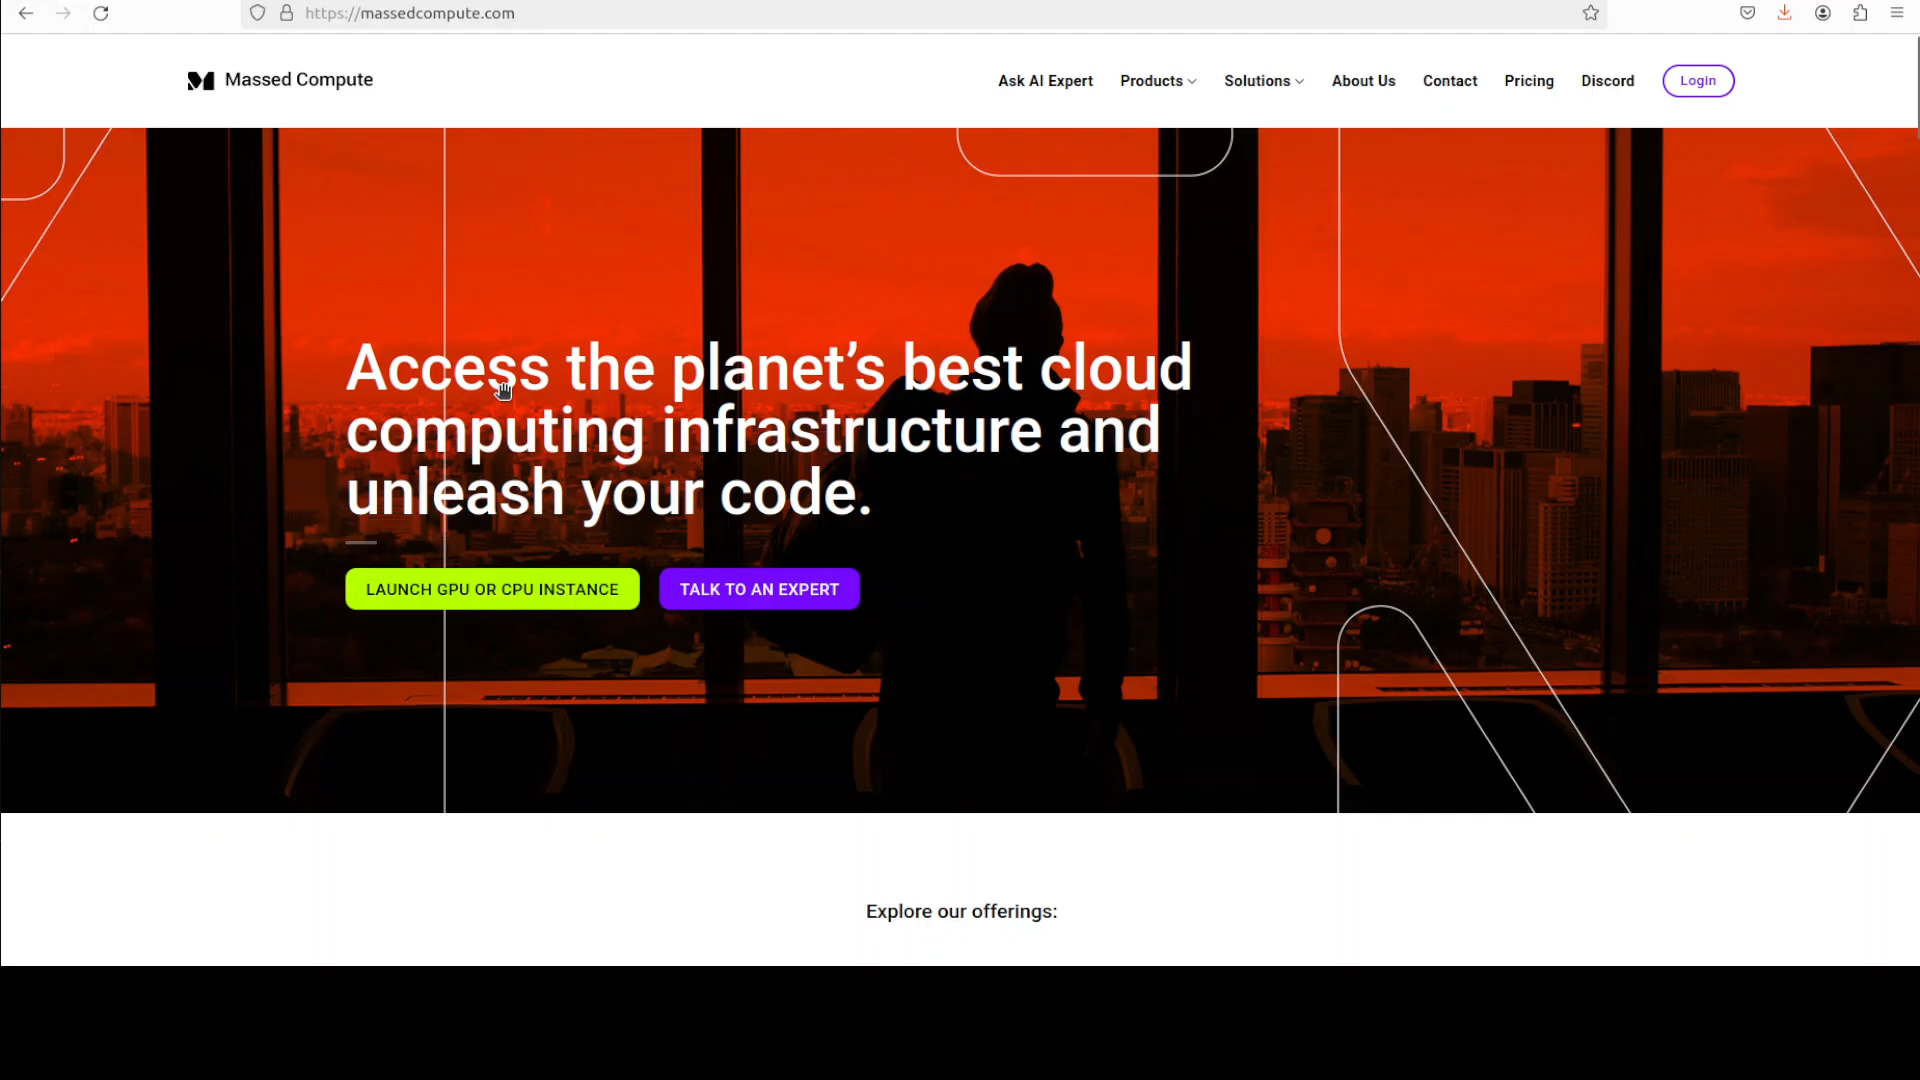 https://massedcompute.com
Massed Compute
Ask AI Expert Products Solutions About Us Contact Pricing Discord Login
Access the planet’s best cloud
computing infrastructure and
unleash your code.
LAUNCH GPU OR CPU INSTANCE TALK TO AN EXPERT
Explore our offerings: